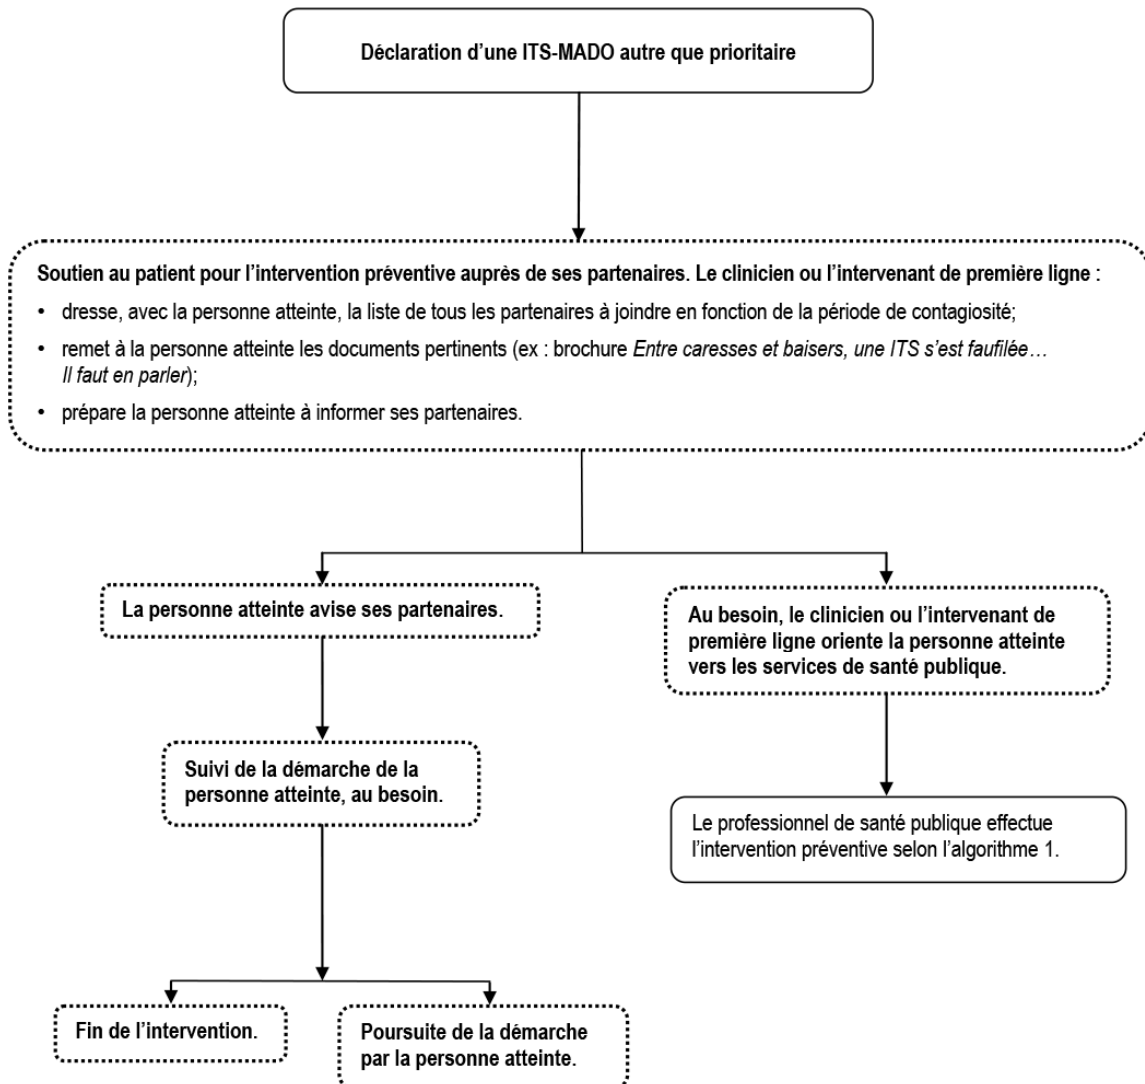 Déclaration d’une ITS-MADO autre que prioritaire
Soutien au patient pour l’intervention préventive auprès de ses partenaires. Le clinicien ou l’intervenant de première ligne :
• dresse, avec la personne atteinte, la liste de tous les partenaires à joindre en fonction de la période de contagiosité;
• remet à la personne atteinte les documents pertinents (ex : brochure Entre caresses et baisers, une ITS s’est faufilée…
Il faut en parler);
• prépare la personne atteinte à informer ses partenaires.
La personne atteinte avise ses partenaires.
Au besoin, le clinicien ou l’intervenant de
première ligne oriente la personne atteinte
vers les services de santé publique.
Suivi de la démarche de la
personne atteinte, au besoin.
Le professionnel de santé publique effectue
l’intervention préventive selon l’algorithme 1.
Fin de l’intervention.
Poursuite de la démarche
par la personne atteinte.